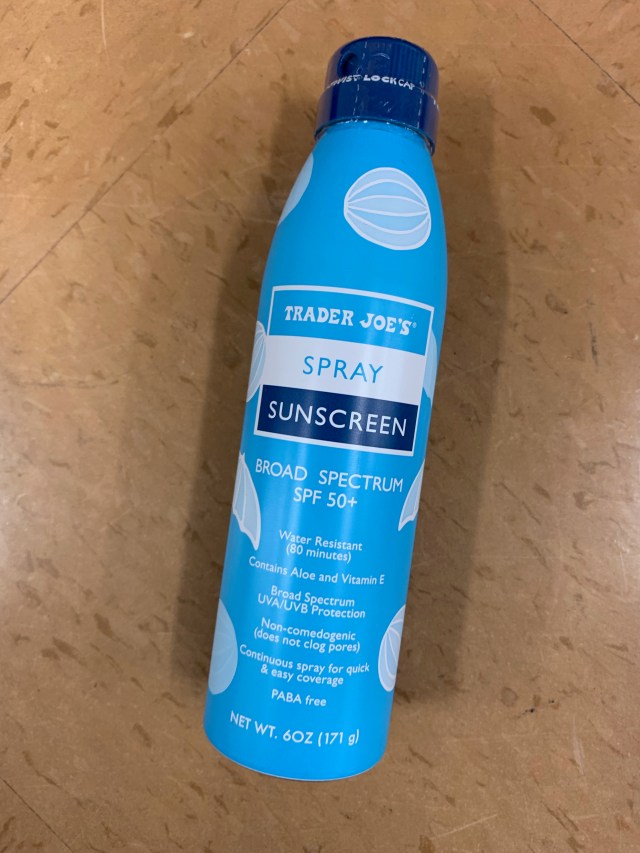 TWIST LOCK CAP
TRADER JOE'S®
SPRAY
SUNSCREEN
BROAD SPECTRUM
SPF 50+
Water Resistant
(80 minutes)
Contains Aloe and Vitamin E
Broad Spectrum
UVA/UVB Protection
Non-comedogenic
(does not clog pores)
Continuous spray for quick
& easy coverage
PABA free
NET WT. 6OZ (171 g)